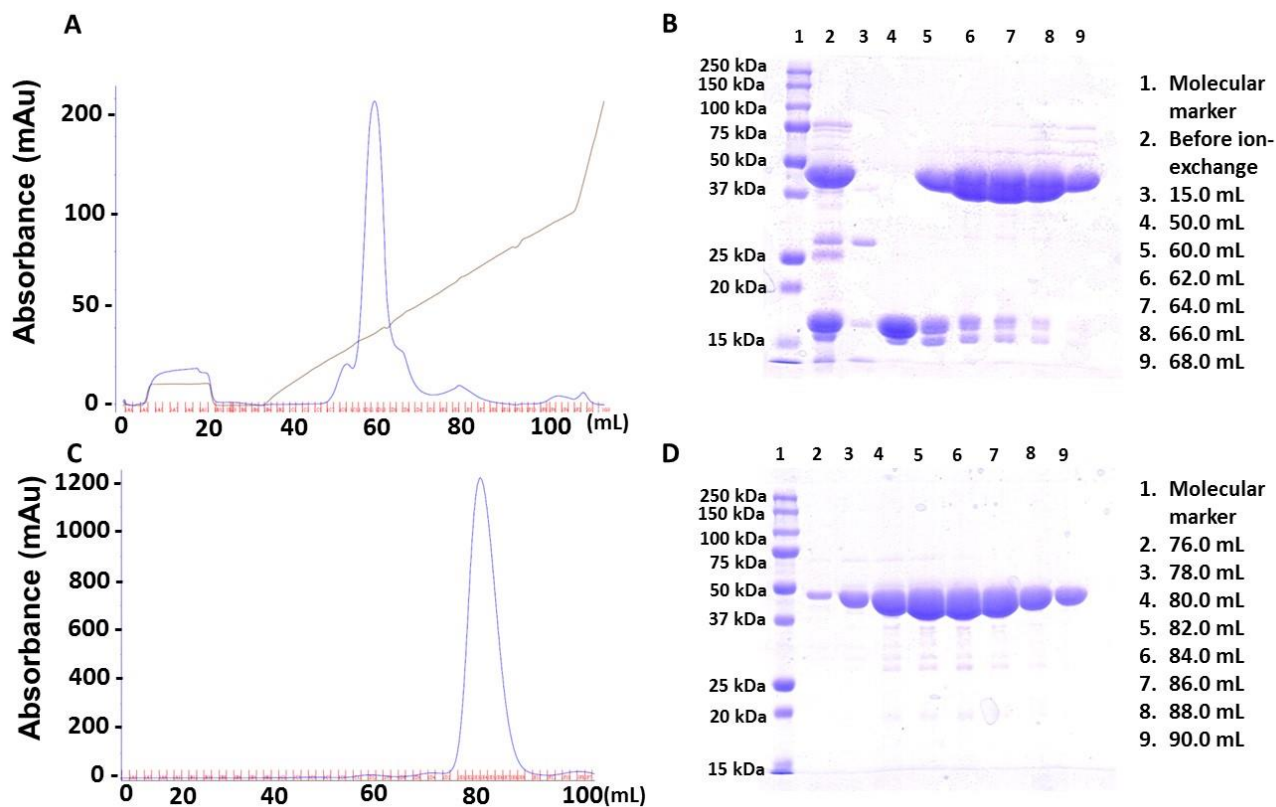 A
Absorbance (mAu)
200 -
100 -
50 -
0 -
0 20 40 60 80 100 (mL)
B
1 2 3 4 5 6 7 8 9
250 kDa
150 kDa
100 kDa
75 kDa
50 kDa
37 kDa
25 kDa
20 kDa
15 kDa
1. Molecular
marker
2. Before ion-
exchange
3. 15.0 mL
4. 50.0 mL
5. 60.0 mL
6. 62.0 mL
7. 64.0 mL
8. 66.0 mL
9. 68.0 mL
C
Absorbance (mAu)
1200 -
1000 -
800 -
600 -
400 -
200 -
0 -
0 20 40 60 80 100 (mL)
D
1 2 3 4 5 6 7 8 9
250 kDa
150 kDa
100 kDa
75 kDa
50 kDa
37 kDa
25 kDa
20 kDa
15 kDa
1. Molecular
marker
2. 76.0 mL
3. 78.0 mL
4. 80.0 mL
5. 82.0 mL
6. 84.0 mL
7. 86.0 mL
8. 88.0 mL
9. 90.0 mL